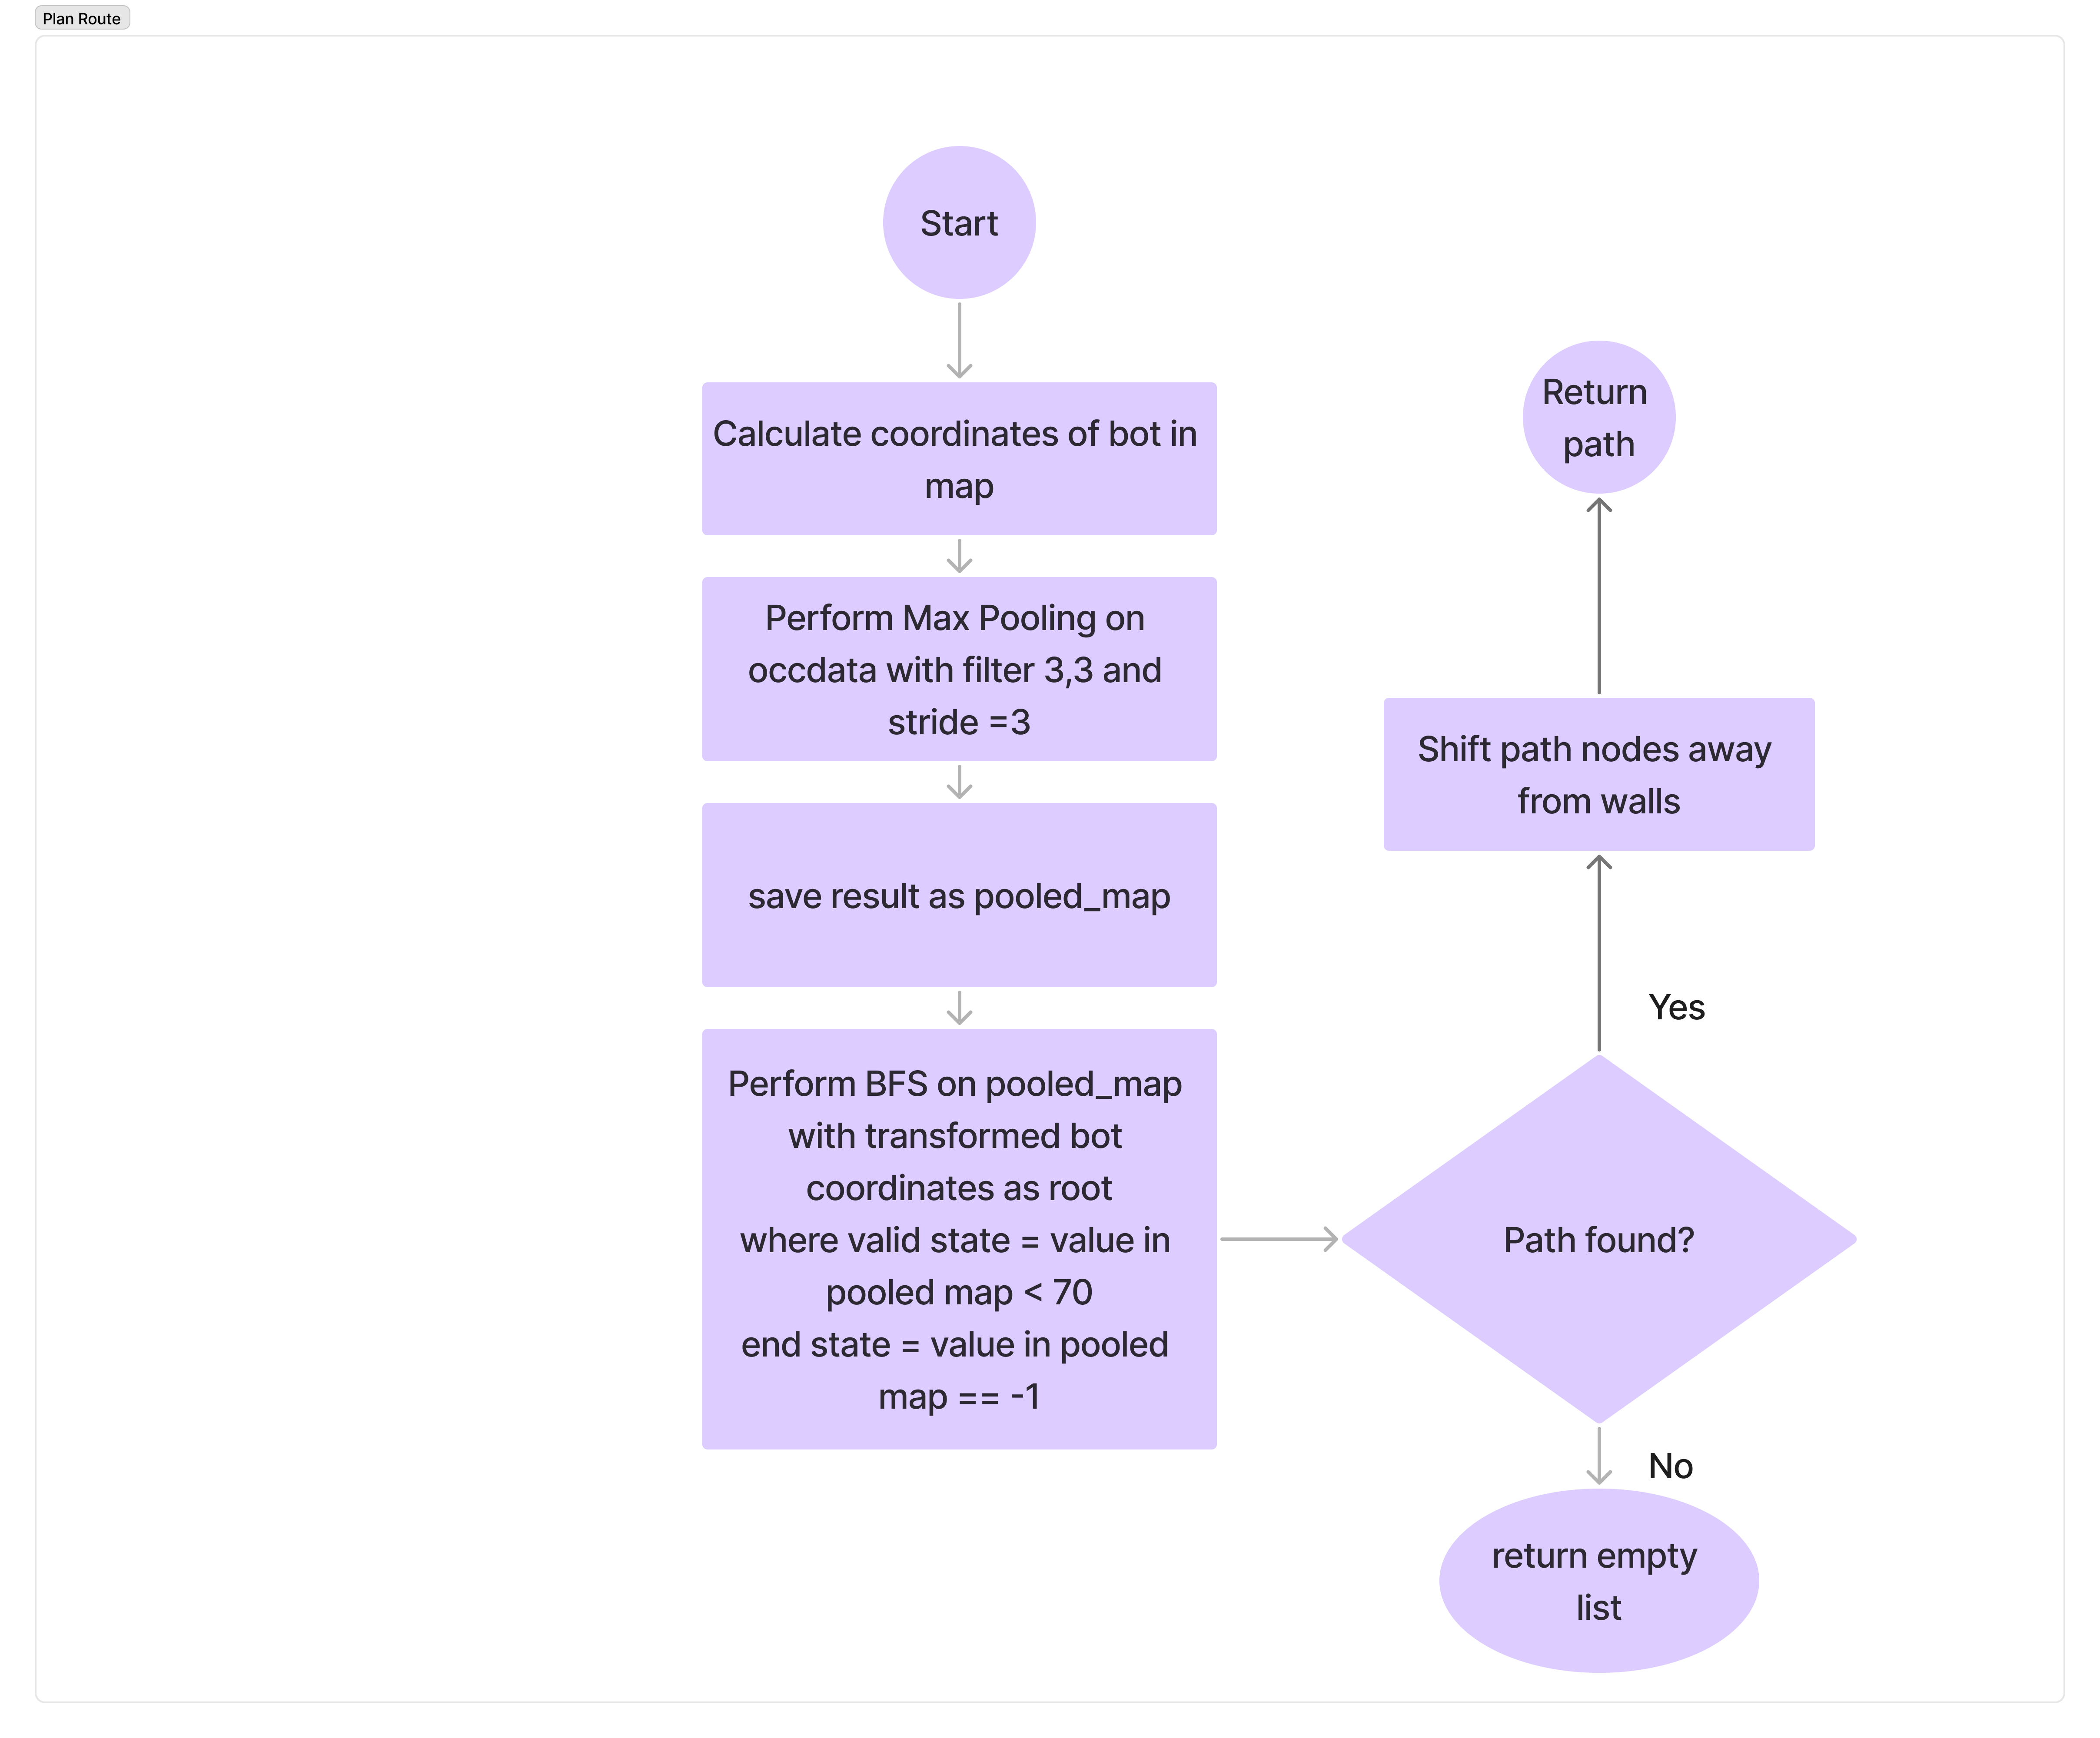 Plan Route
Start
Calculate coordinates of bot in
map
Perform Max Pooling on
occdata with filter 3,3 and
stride =3
save result as pooled_map
Perform BFS on pooled_map
with transformed bot
coordinates as root
where valid state = value in
pooled map < 70
end state = value in pooled
map == -1
Path found?
Yes
Shift path nodes away
from walls
Return
path
No
return empty
list